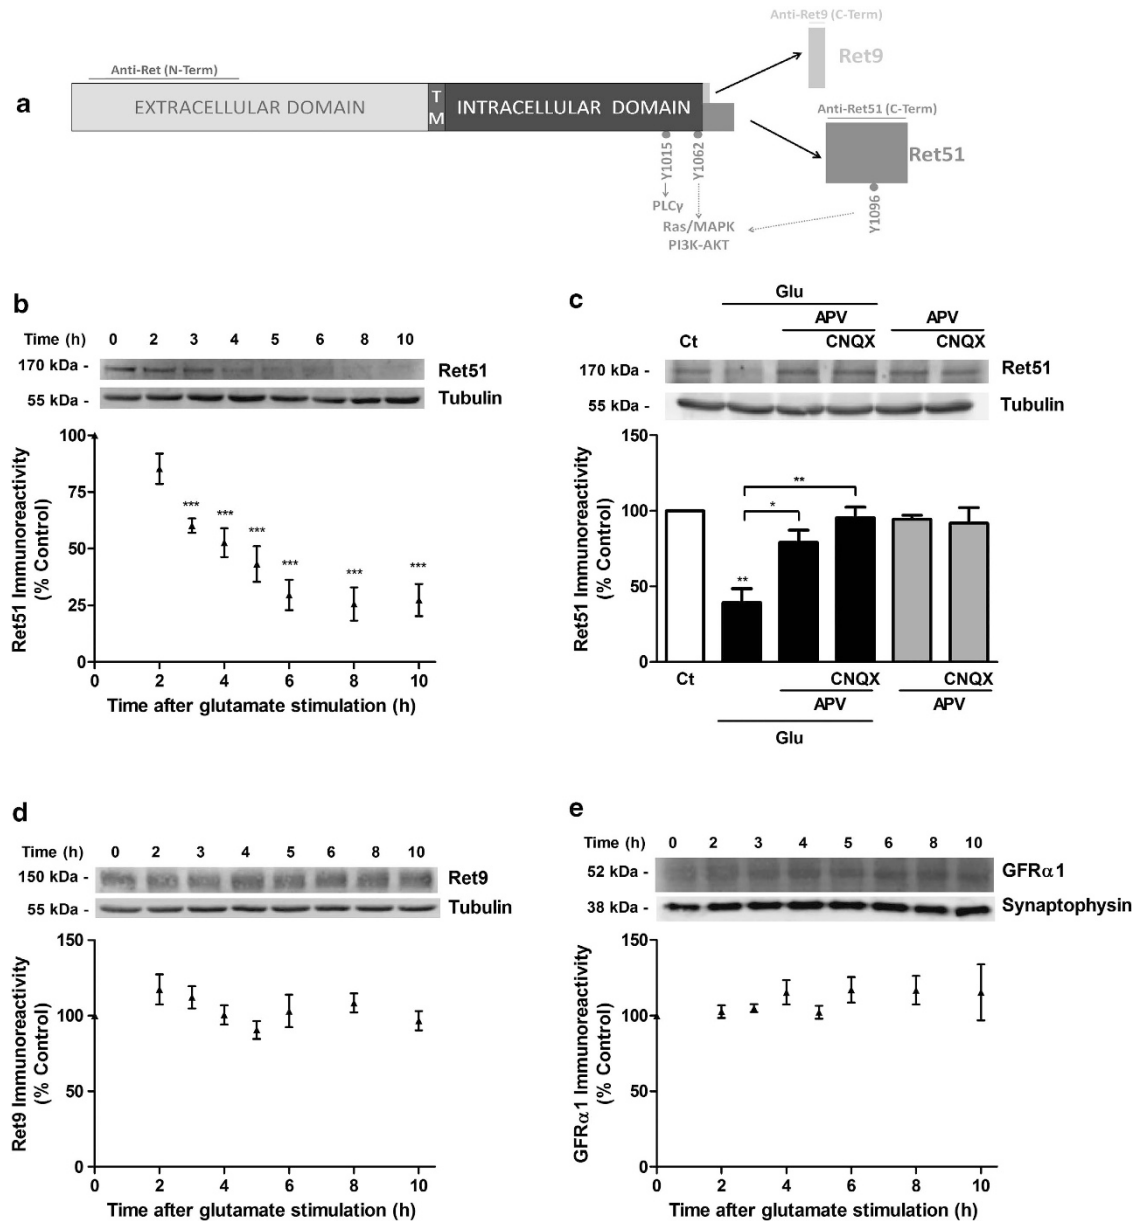 a
Anti-Ret (N-Term)
EXTRACELLULAR DOMAIN
T
M
INTRACELLULAR DOMAIN
Anti-Ret9 (C-Term)
Ret9
Anti-Ret51 (C-Term)
Ret51
Y1015
Y1062
Y1096
PLCγ
Ras/MAPK
PI3K-AKT
b
Time (h) 0 2 3 4 5 6 8 10
170 kDa - Ret51
55 kDa - Tubulin
Ret51 Immunoreactivity
(% Control)
100
75
50
25
0
*** *** *** *** *** ***
0 2 4 6 8 10
Time after glutamate stimulation (h)
c
Glu
APV APV
Ct CNQX CNQX
170 kDa - Ret51
55 kDa - Tubulin
Ret51 Immunoreactivity
(% Control)
150
100
50
0
**
*
**
Ct CNQX CNQX
APV APV
Glu
d
Time (h) 0 2 3 4 5 6 8 10
150 kDa - Ret9
55 kDa - Tubulin
Ret9 Immunoreactivity
(% Control)
150
100
50
0
0 2 4 6 8 10
Time after glutamate stimulation (h)
e
Time (h) 0 2 3 4 5 6 8 10
52 kDa - GFRα1
38 kDa - Synaptophysin
GFRα1 Immunoreactivity
(% Control)
150
100
50
0
0 2 4 6 8 10
Time after glutamate stimulation (h)